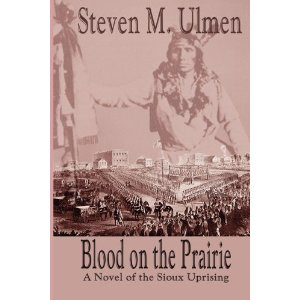 Steven M. Ulmen
Blood on the Prairie
A Novel of the Sioux Uprising